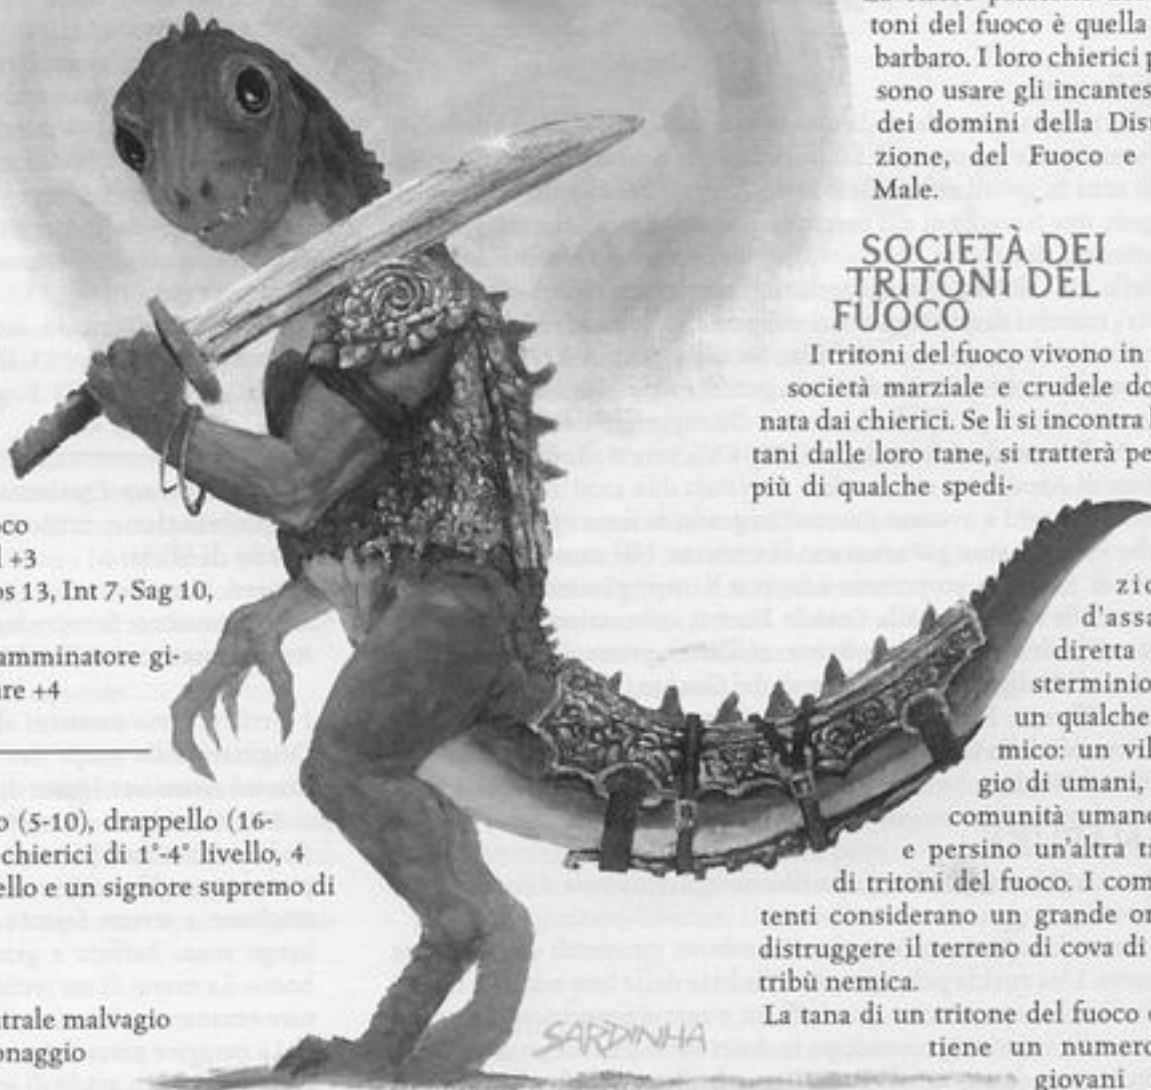 oco
l +3
os 13, Int 7, Sag 10,
amminatore gi-
are +4
o (5-10), drappello (16-
chierici di 1°-4° livello, 4
ello e un signore supremo di
utrale malvagio
onaggio
SARDINHA
toni del fuoco è quella
barbaro. I loro chierici p
sono usare gli incantes
dei domini della Dis
zione, del Fuoco e
Male.
SOCIETÀ DEI
TRITONI DEL
FUOCO
I tritoni del fuoco vivono in
società marziale e crudele do
nata dai chierici. Se li si incontra l
tani dalle loro tane, si tratterà pe
più di qualche spedi-
zio
d'assa
diretta
sterminio
un qualche
mico: un vil
gio di umani,
comunità umano
e persino un'altra tr
di tritoni del fuoco. I com
tenti considerano un grande on
distruggere il terreno di cova di
tribù nemica.
La tana di un tritone del fuoco c
tiene un numero
giovani